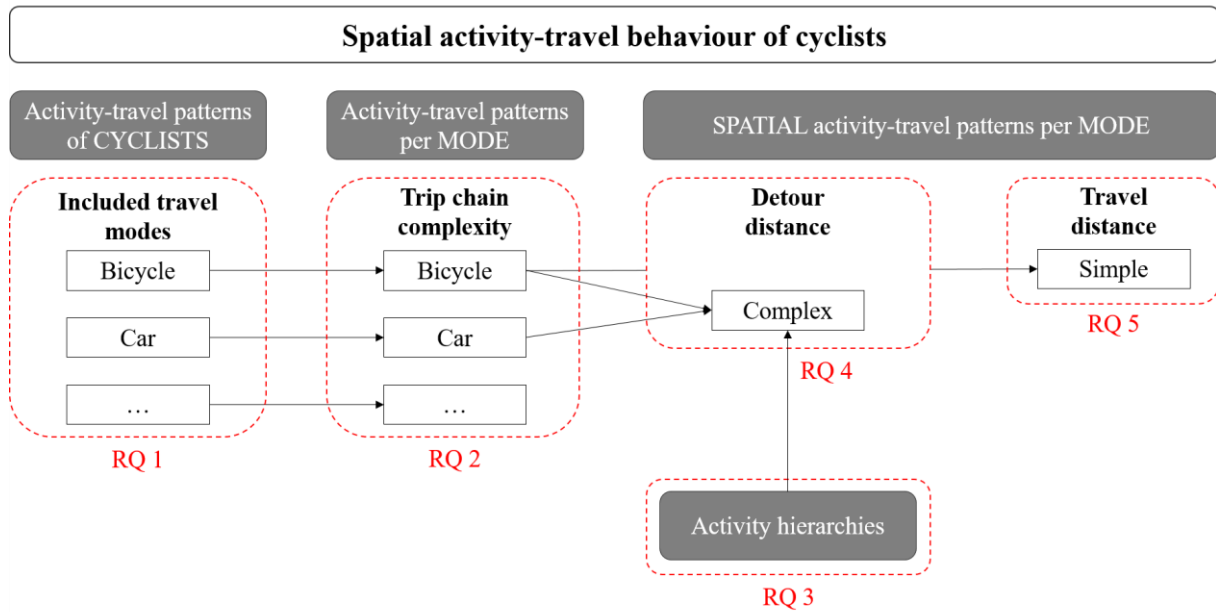 Spatial activity-travel behaviour of cyclists
Activity-travel patterns
of CYCLISTS
Activity-travel patterns
per MODE
SPATIAL activity-travel patterns per MODE
Included travel
modes
Bicycle
Car
…
RQ 1
Trip chain
complexity
Bicycle
Car
…
RQ 2
Detour
distance
Complex
RQ 4
Travel
distance
Simple
RQ 5
Activity hierarchies
RQ 3